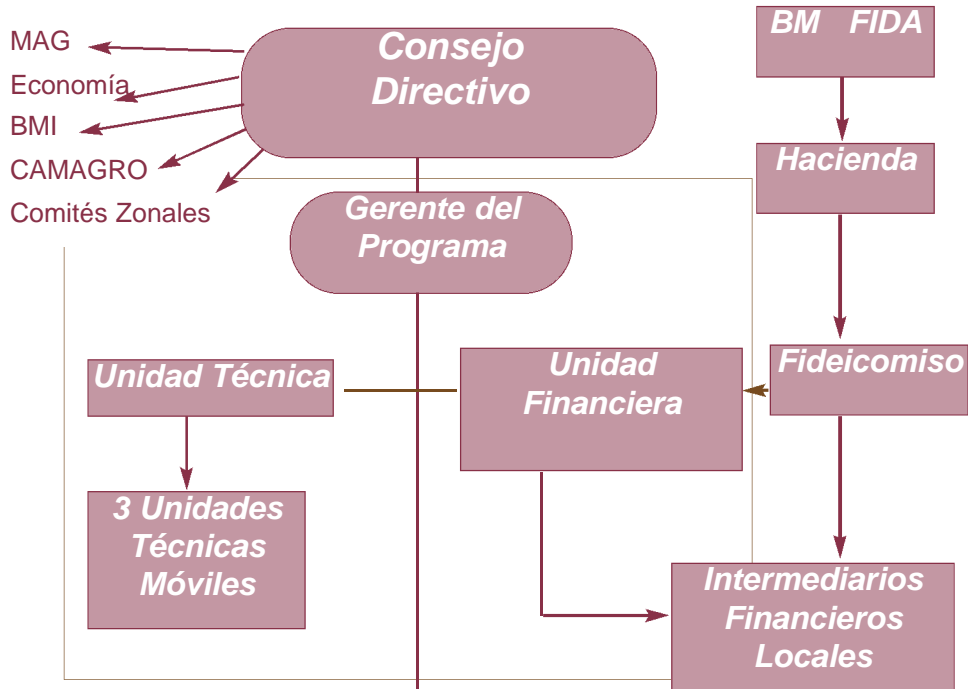 MAG
Economía
BMI
CAMAGRO
Comités Zonales
Consejo
Directivo
BM FIDA
Hacienda
Gerente del
Programa
Unidad Técnica
Unidad
Financiera
Fideicomiso
3 Unidades
Técnicas
Móviles
Intermediarios
Financieros
Locales